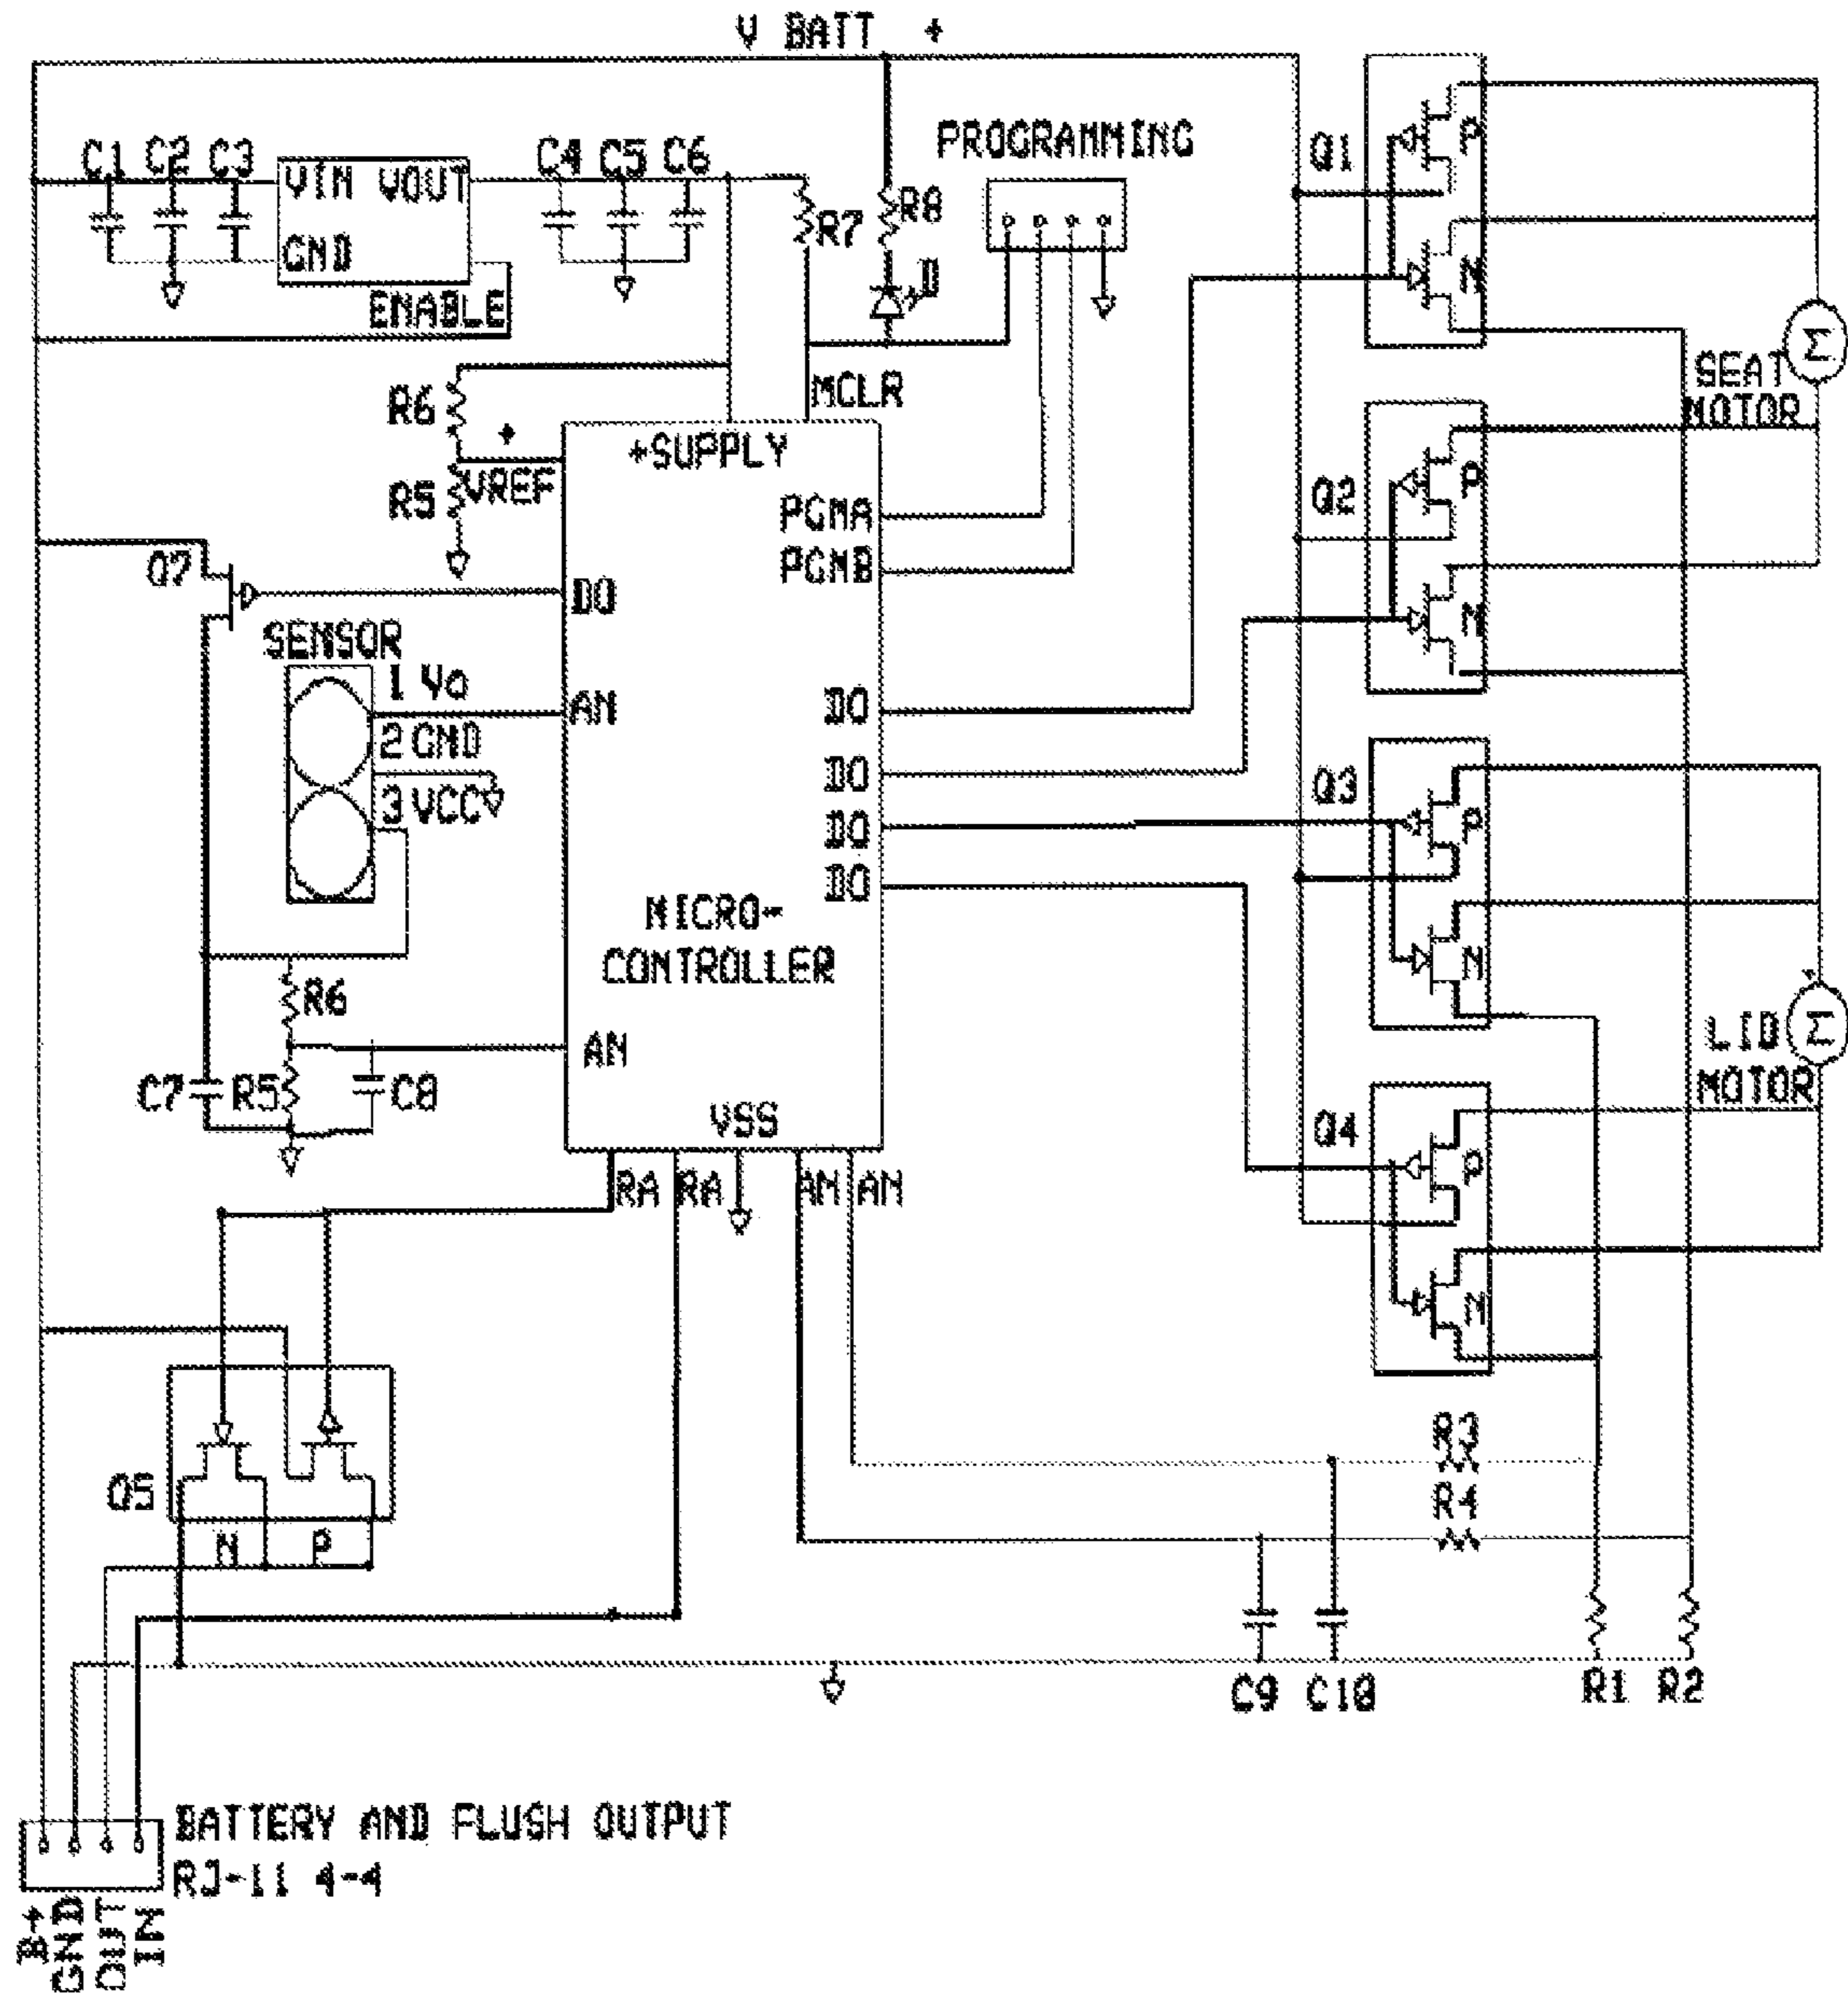 V BATT +
C1 C2 C3
VIN VOUT
GND
ENABLE
C4 C5 C6
R7
R8
D
PROGRAMMING
Q1
P
N
SEAT
MOTOR
R6
+
VREF
R5
MCLR
+SUPPLY
PGMA
PGMB
Q2
P
N
Q7
DO
SENSOR
1 Vo
2 GND
3 VCC
AN
DO
DO
DO
DO
MICRO-
CONTROLLER
Q3
P
N
LID
MOTOR
R6
AN
C7 R5 C8
VSS
RA RA AN AN
Q4
P
N
Q5
N P
R3
R4
C9 C10 R1 R2
BATTERY AND FLUSH OUTPUT
RJ-11 4-4
B+
GND
OUT
IN